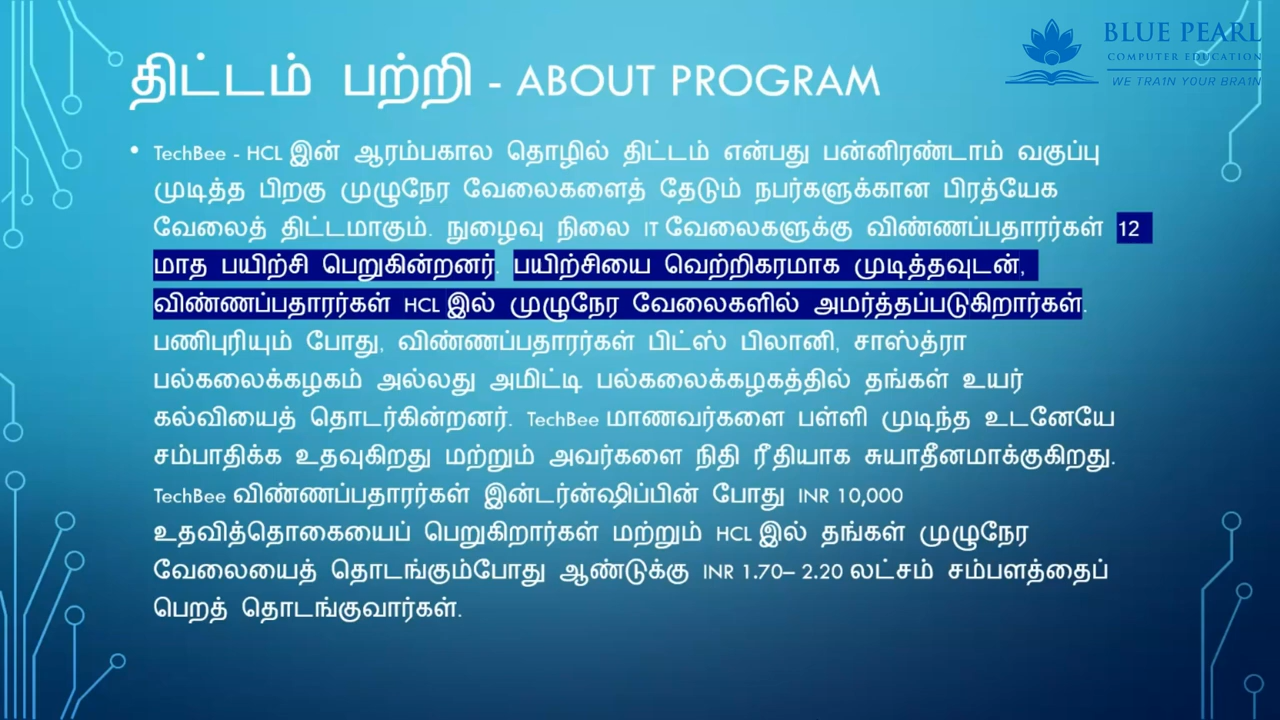 BLUE PEARL
COMPUTER EDUCATION
WE TRA1N YOUR BRA1N
திட்டம் பற்றி - ABOUT PROGRAM
• TechBee - HCL இன் ஆரம்பகால தொழில் திட்டம் என்பது பன்னிரண்டாம் வகுப்பு
முடித்த பிறகு முழுநேர வேலைகளைத் தேடும் நபர்களுக்கான பிரத்யேக
வேலைத் திட்டமாகும். நுழைவு நிலை IT வேலைகளுக்கு விண்ணப்பதாரர்கள் 12
மாத பயிற்சி பெறுகின்றனர். பயிற்சியை வெற்றிகரமாக முடித்தவுடன்,
விண்ணப்பதாரர்கள் HCL இல் முழுநேர வேலைகளில் அமர்த்தப்படுகிறார்கள்.
பணிபுரியும் போது, விண்ணப்பதாரர்கள் பிட்ஸ் பிலானி, சாஸ்த்ரா
பல்கலைக்கழகம் அல்லது அமிட்டி பல்கலைக்கழகத்தில் தங்கள் உயர்
கல்வியைத் தொடர்கின்றனர். TechBee மாணவர்களை பள்ளி முடிந்த உடனேயே
சம்பாதிக்க உதவுகிறது மற்றும் அவர்களை நிதி ரீதியாக சுயாதீனமாக்குகிறது.
TechBee விண்ணப்பதாரர்கள் இன்டர்ன்ஷிப்பின் போது INR 10,000
உதவித்தொகையைப் பெறுகிறார்கள் மற்றும் HCL இல் தங்கள் முழுநேர
வேலையைத் தொடங்கும்போது ஆண்டுக்கு INR 1.70– 2.20 லட்சம் சம்பளத்தைப்
பெறத் தொடங்குவார்கள்.